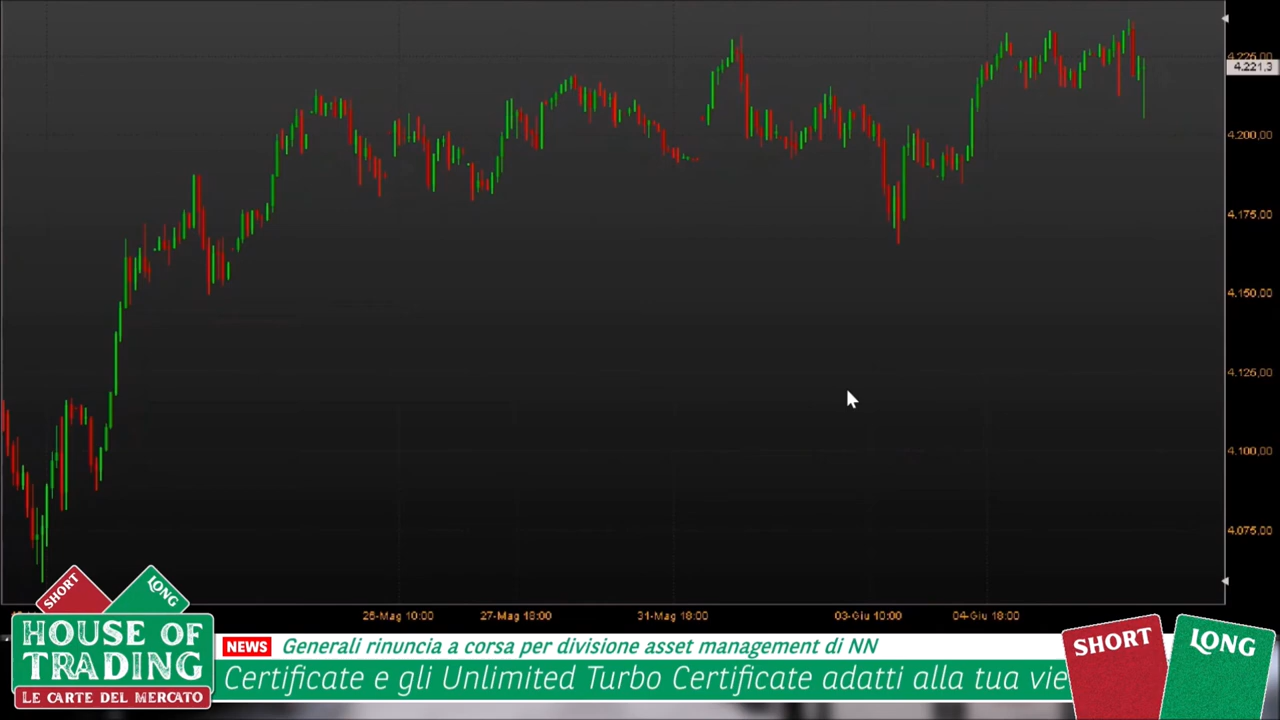 4.225,00
4.221,3
4.200,00
4.175,00
4.150,00
4.125,00
4.100,00
4.075,00
26-Mag 10:00
27-Mag 18:00
31-Mag 18:00
03-Giu 10:00
04-Giu 18:00
SHORT
LONG
HOUSE OF
TRADING
LE CARTE DEL MERCATO
NEWS Generali rinuncia a corsa per divisione asset management di NN
Certificate e gli Unlimited Turbo Certificate adatti alla tua vie
SHORT
LONG